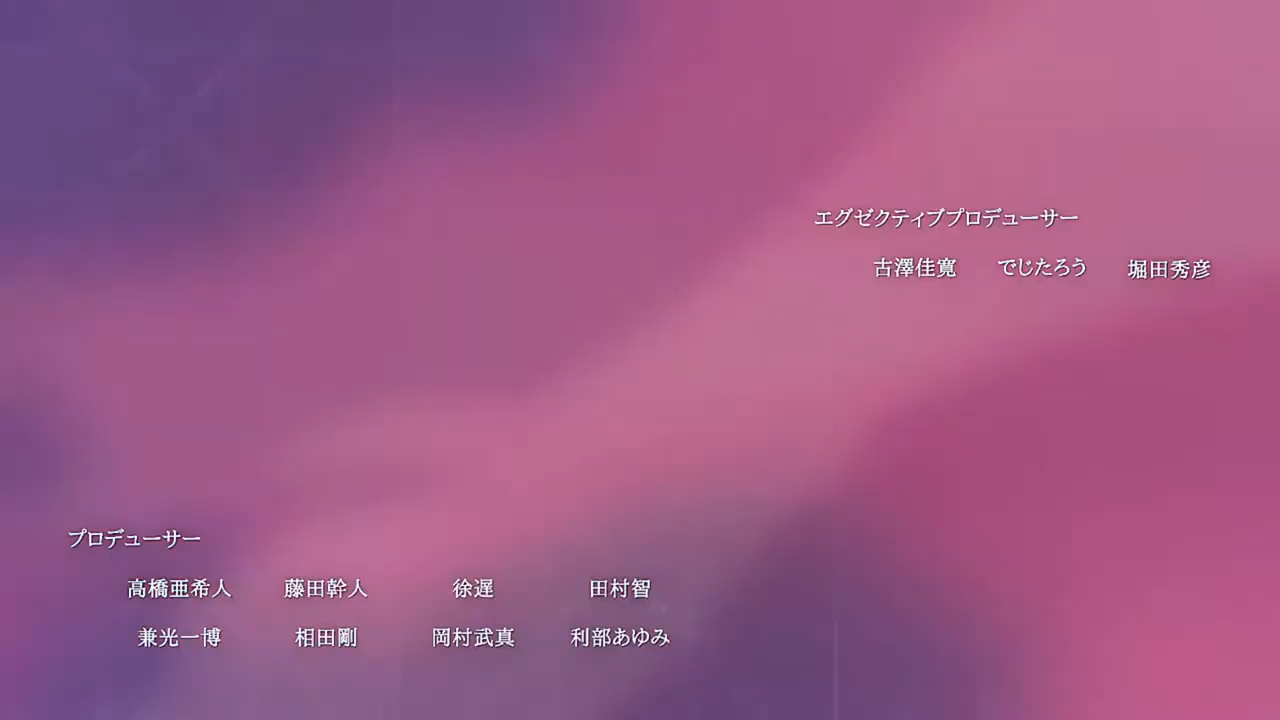 エグゼクティブプロデューサー
古澤佳寛 でじたろう 堀田秀彦
プロデューサー
高橋亜希人 藤田幹人 徐遅 田村智
兼光一博 相田剛 岡村武真 利部あゆみ